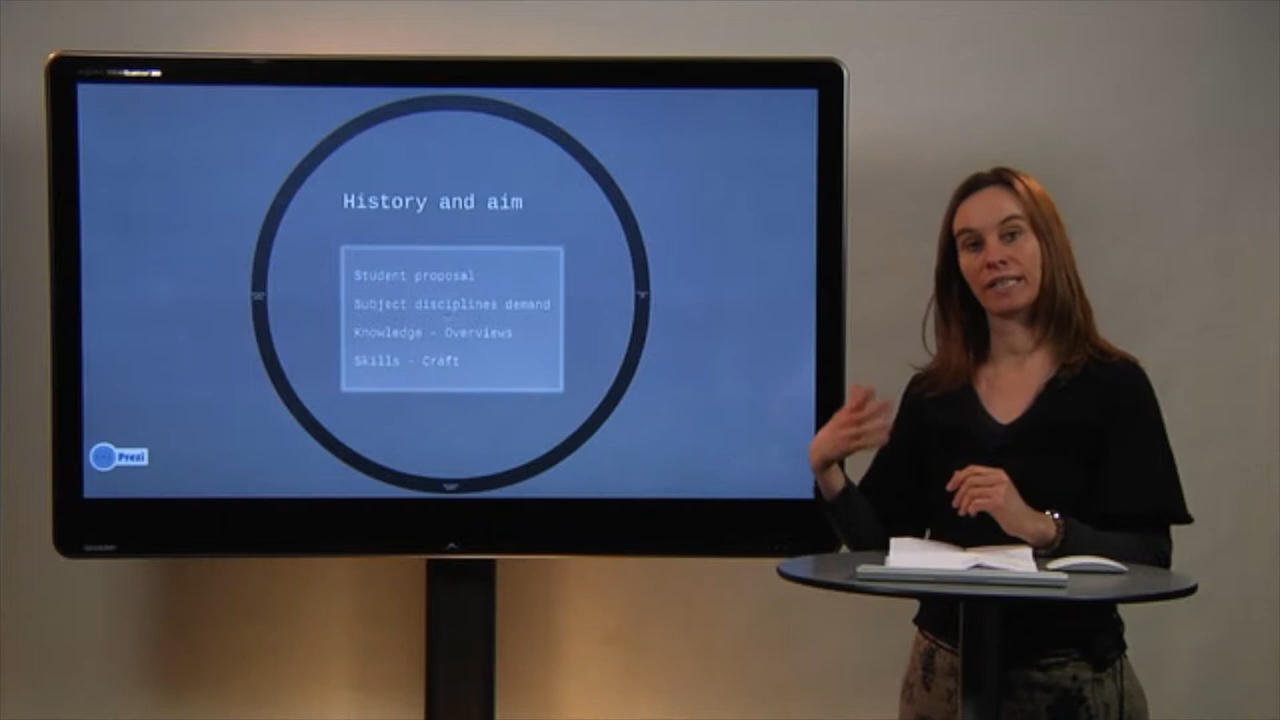 History and aim
Student proposal
Subject disciplines demand
Knowledge - Overviews
Skills - Craft
Prezi